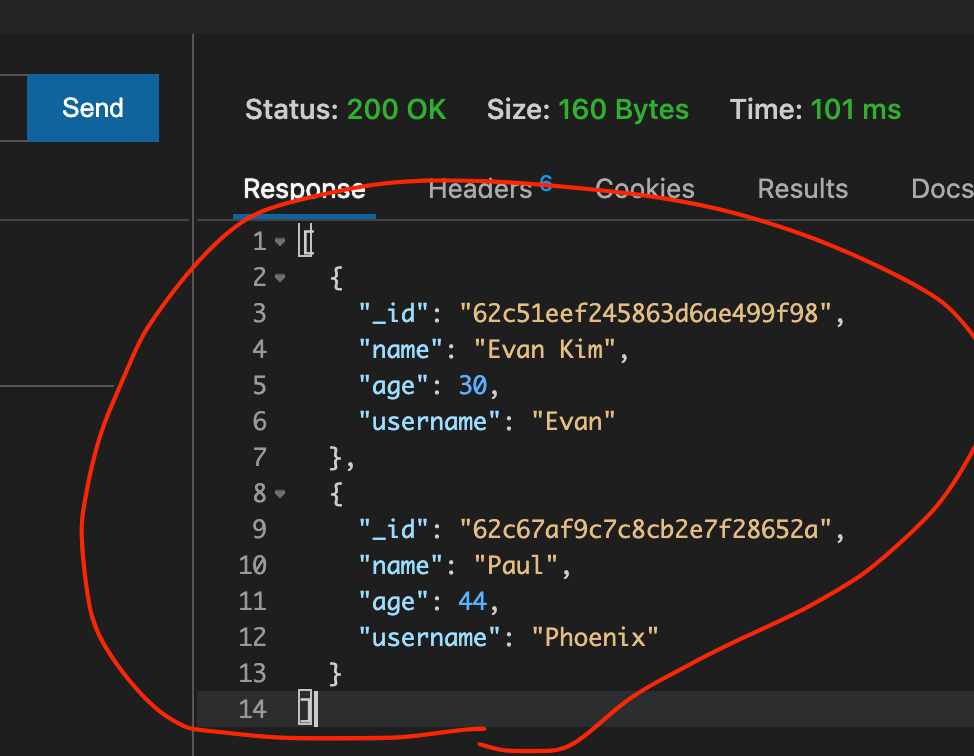 Send
Status: 200 OK Size: 160 Bytes Time: 101 ms
Response Headers 6 Cookies Results Docs
1 [
2 {
3 "_id": "62c51eef245863d6ae499f98",
4 "name": "Evan Kim",
5 "age": 30,
6 "username": "Evan"
7 },
8 {
9 "_id": "62c67af9c7c8cb2e7f28652a",
10 "name": "Paul",
11 "age": 44,
12 "username": "Phoenix"
13 }
14 ]